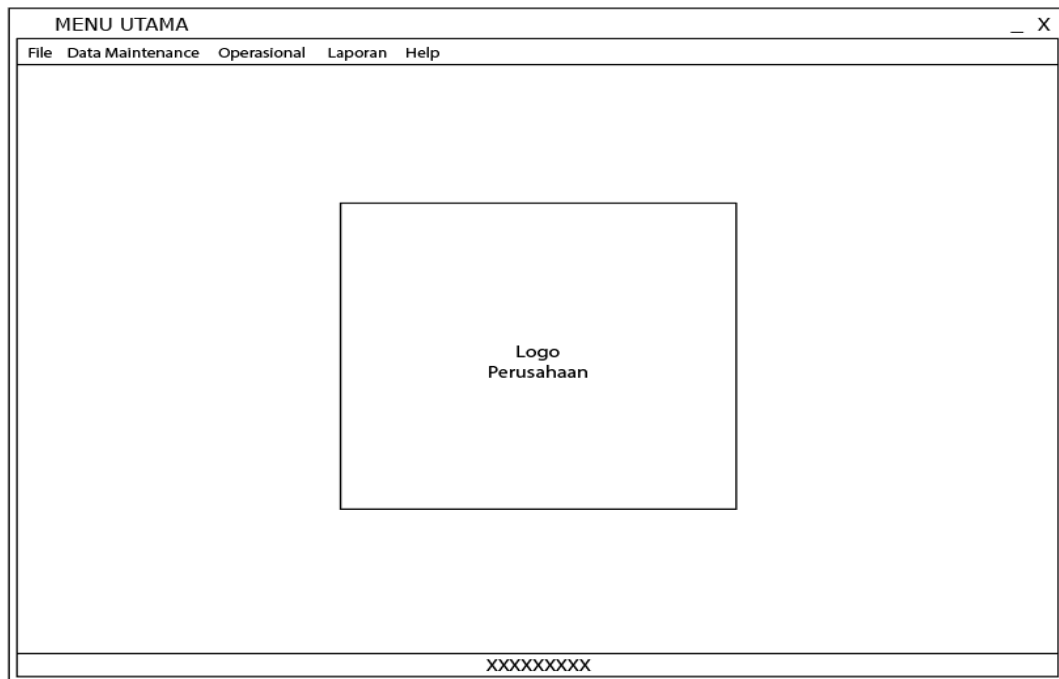 MENU UTAMA _ X
File Data Maintenance Operasional Laporan Help
Logo
Perusahaan
XXXXXXXXX